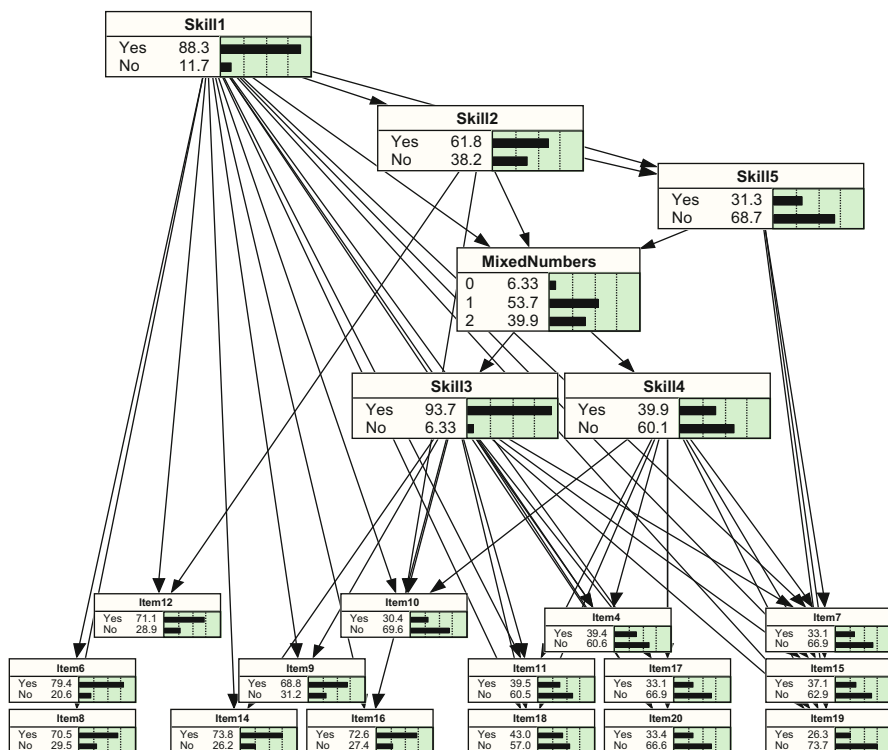 Skill1
Yes 88.3
No 11.7
Skill2
Yes 61.8
No 38.2
Skill5
Yes 31.3
No 68.7
MixedNumbers
0 6.33
1 53.7
2 39.9
Skill3
Yes 93.7
No 6.33
Skill4
Yes 39.9
No 60.1
Item12
Yes 71.1
No 28.9
Item10
Yes 30.4
No 69.6
Item4
Yes 39.4
No 60.6
Item7
Yes 33.1
No 66.9
Item6
Yes 79.4
No 20.6
Item9
Yes 68.8
No 31.2
Item11
Yes 39.5
No 60.5
Item17
Yes 33.1
No 66.9
Item15
Yes 37.1
No 62.9
Item8
Yes 70.5
No 29.5
Item14
Yes 73.8
No 26.2
Item16
Yes 72.6
No 27.4
Item18
Yes 43.0
No 57.0
Item20
Yes 33.4
No 66.6
Item19
Yes 26.3
No 73.7